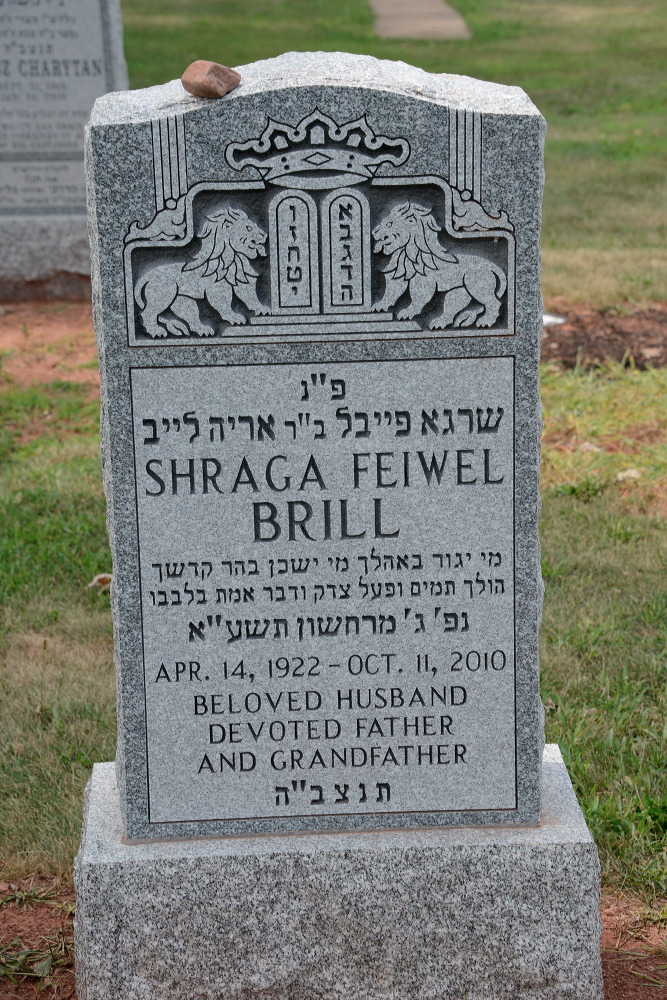 א
ב
ג
ד
ה
ו
ז
ח
ט
י
פ"נ
שרגא פייבל ב"ר אריה לייב
SHRAGA FEIWEL
BRILL
מי יגור באהלך מי ישכן בהר קדשך
הולך תמים ופעל צדק ודבר אמת בלבבו
נפ' ג' מרחשון תשע"א
APR. 14, 1922 – OCT. 11, 2010
BELOVED HUSBAND
DEVOTED FATHER
AND GRANDFATHER
תנצב"ה
CHARYTAN